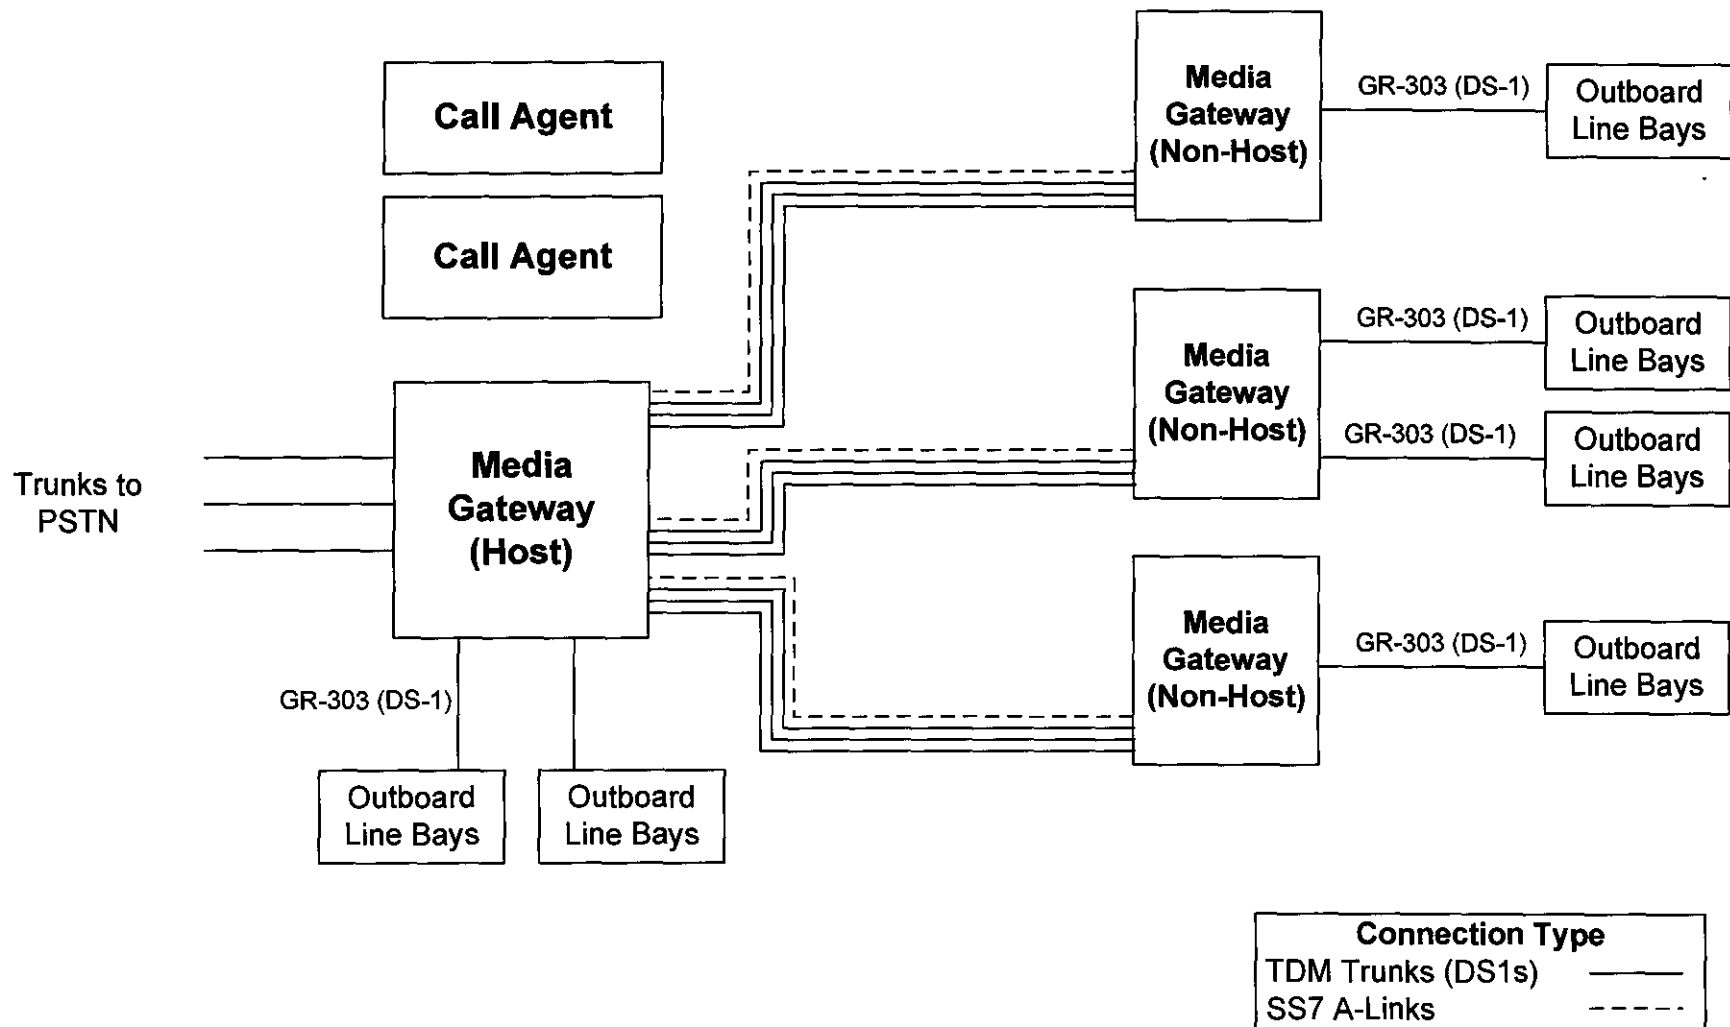 Call Agent
Call Agent
Media
Gateway
(Host)
Trunks to
PSTN
GR-303 (DS-1)
Outboard
Line Bays
Outboard
Line Bays
Media
Gateway
(Non-Host)
GR-303 (DS-1)
Outboard
Line Bays
Media
Gateway
(Non-Host)
GR-303 (DS-1)
Outboard
Line Bays
GR-303 (DS-1)
Outboard
Line Bays
Media
Gateway
(Non-Host)
GR-303 (DS-1)
Outboard
Line Bays
Connection Type
TDM Trunks (DS1s)
SS7 A-Links